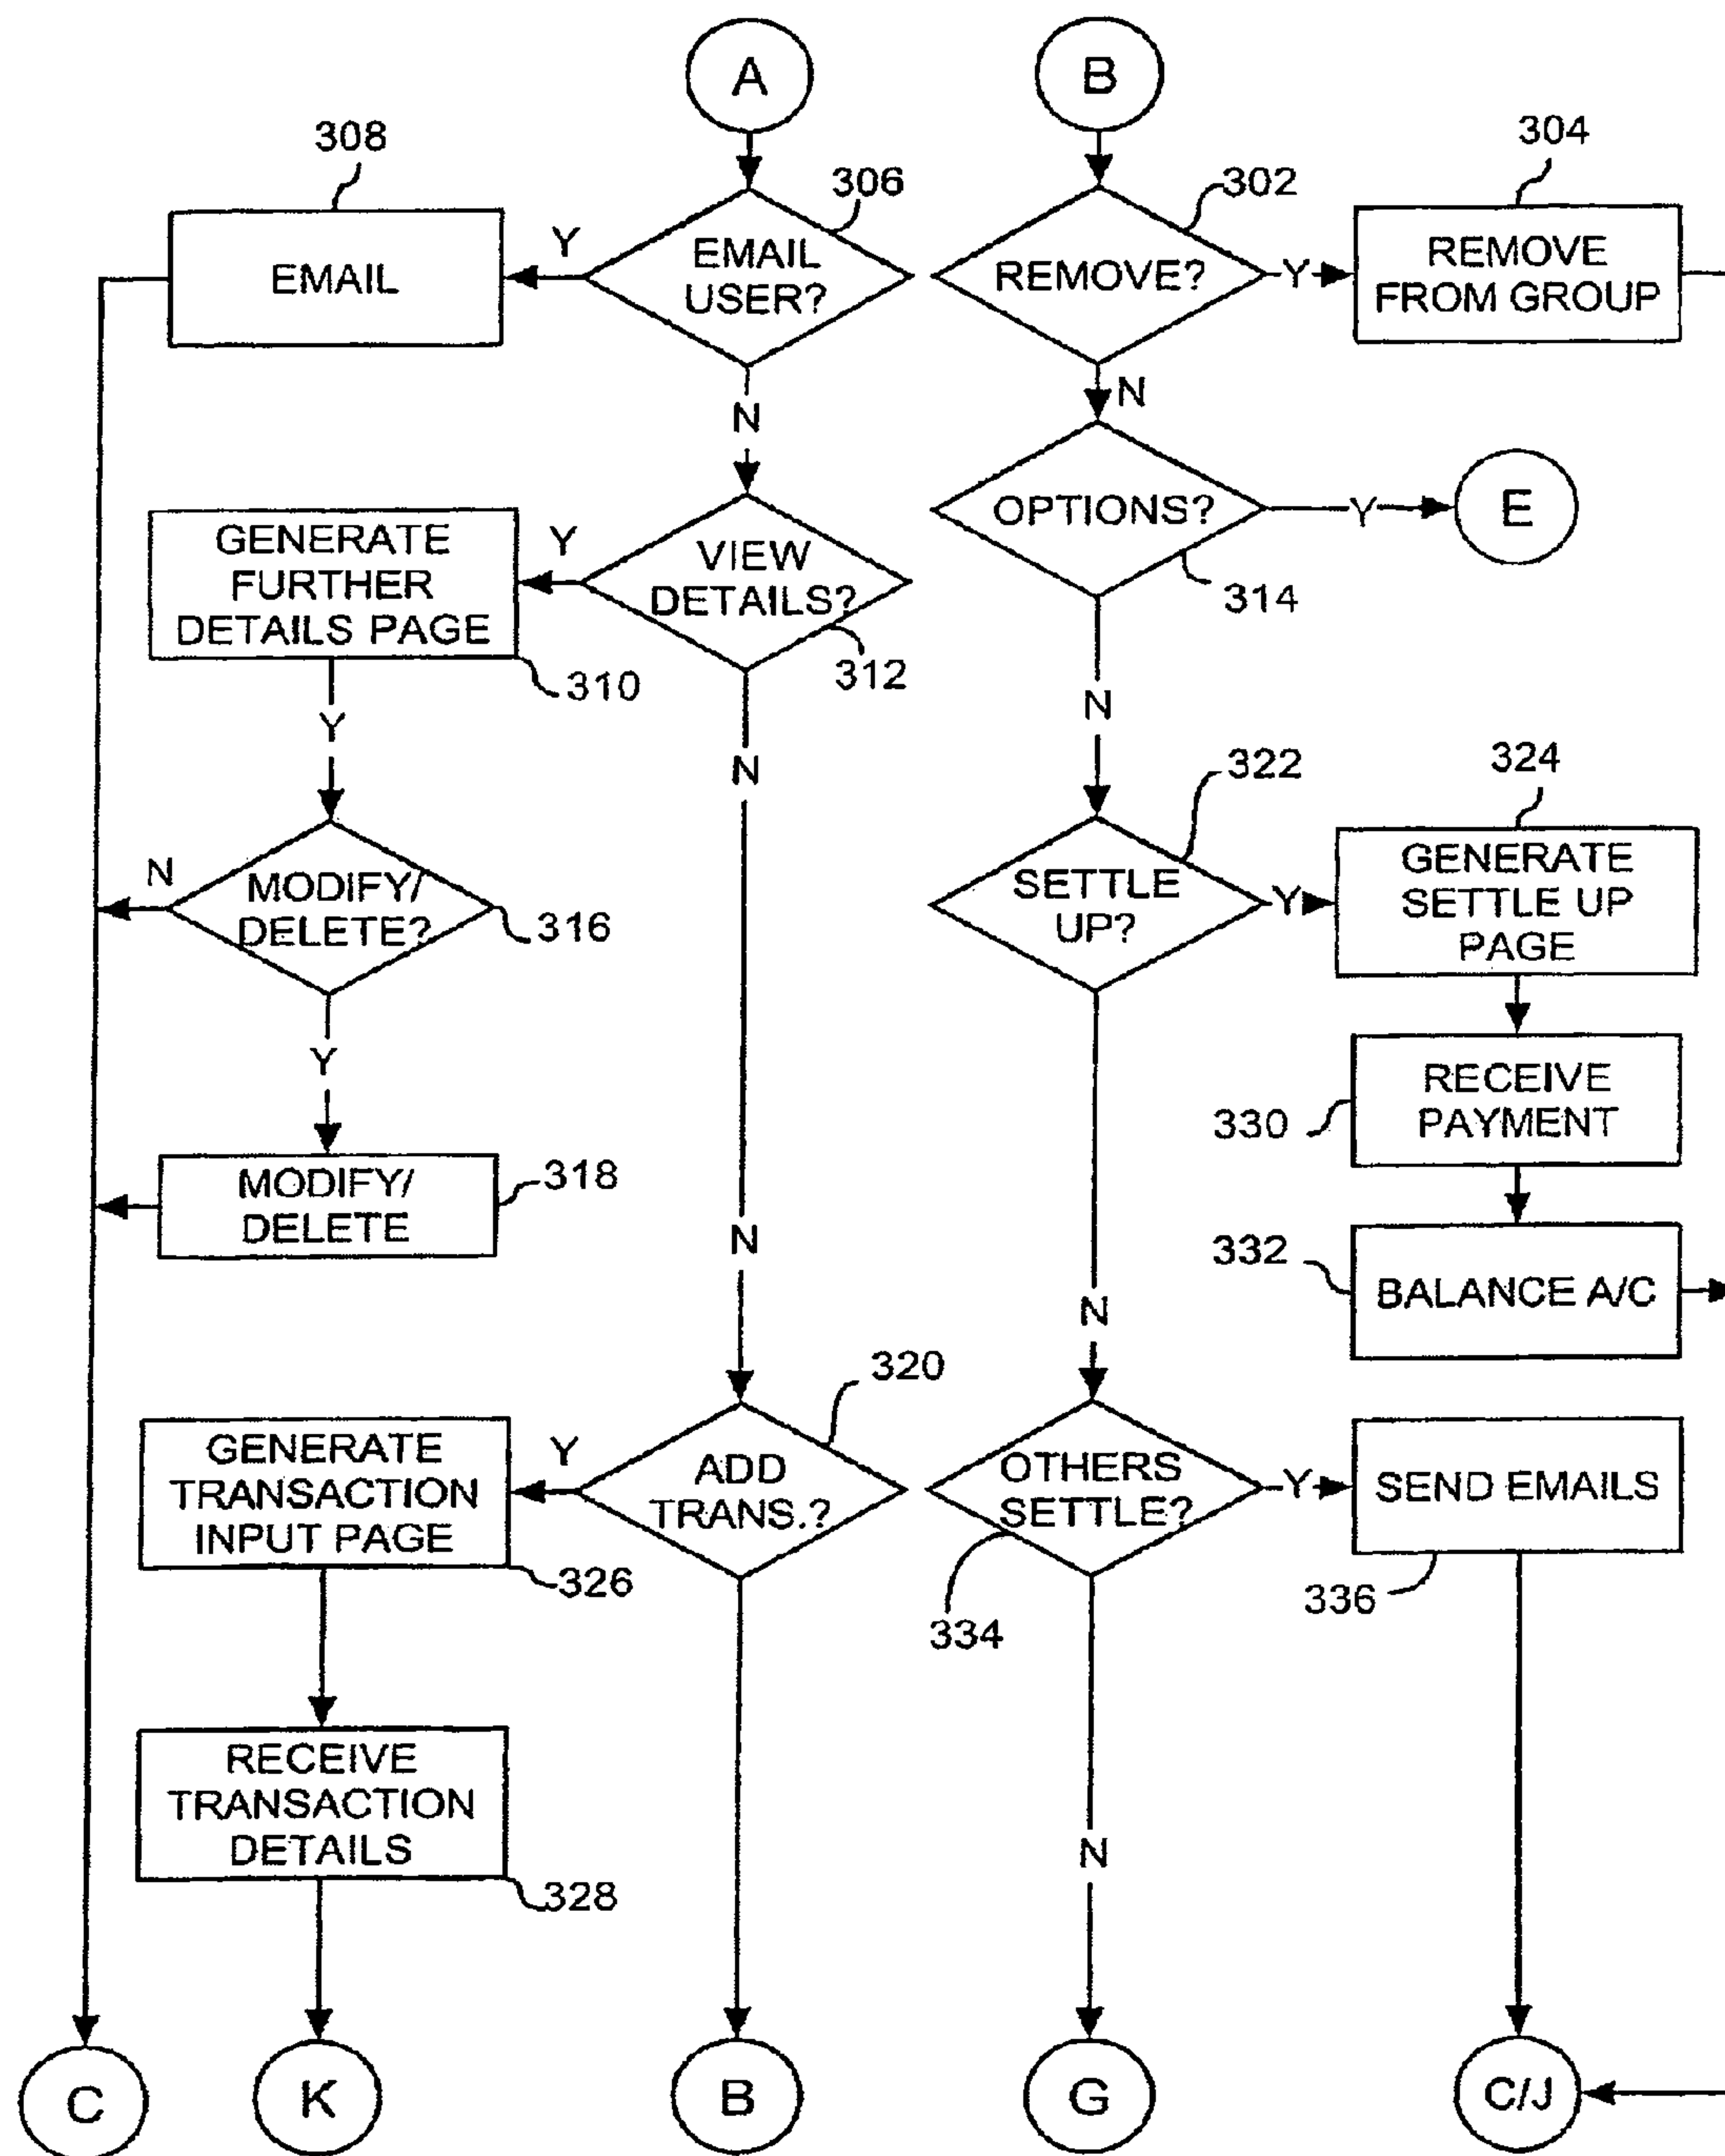 A
B
308
306
302
304
EMAIL
Y
EMAIL
USER?
REMOVE?
Y
REMOVE
FROM GROUP
N
N
GENERATE
FURTHER
DETAILS PAGE
310
Y
VIEW
DETAILS?
312
OPTIONS?
314
Y
E
Y
N
N
322
324
N
MODIFY/
DELETE?
316
SETTLE
UP?
Y
GENERATE
SETTLE UP
PAGE
Y
330
RECEIVE
PAYMENT
MODIFY/
DELETE
318
N
N
332
BALANCE A/C
320
GENERATE
TRANSACTION
INPUT PAGE
326
Y
ADD
TRANS.?
OTHERS
SETTLE?
334
Y
SEND EMAILS
336
RECEIVE
TRANSACTION
DETAILS
328
N
C
K
B
G
C/J